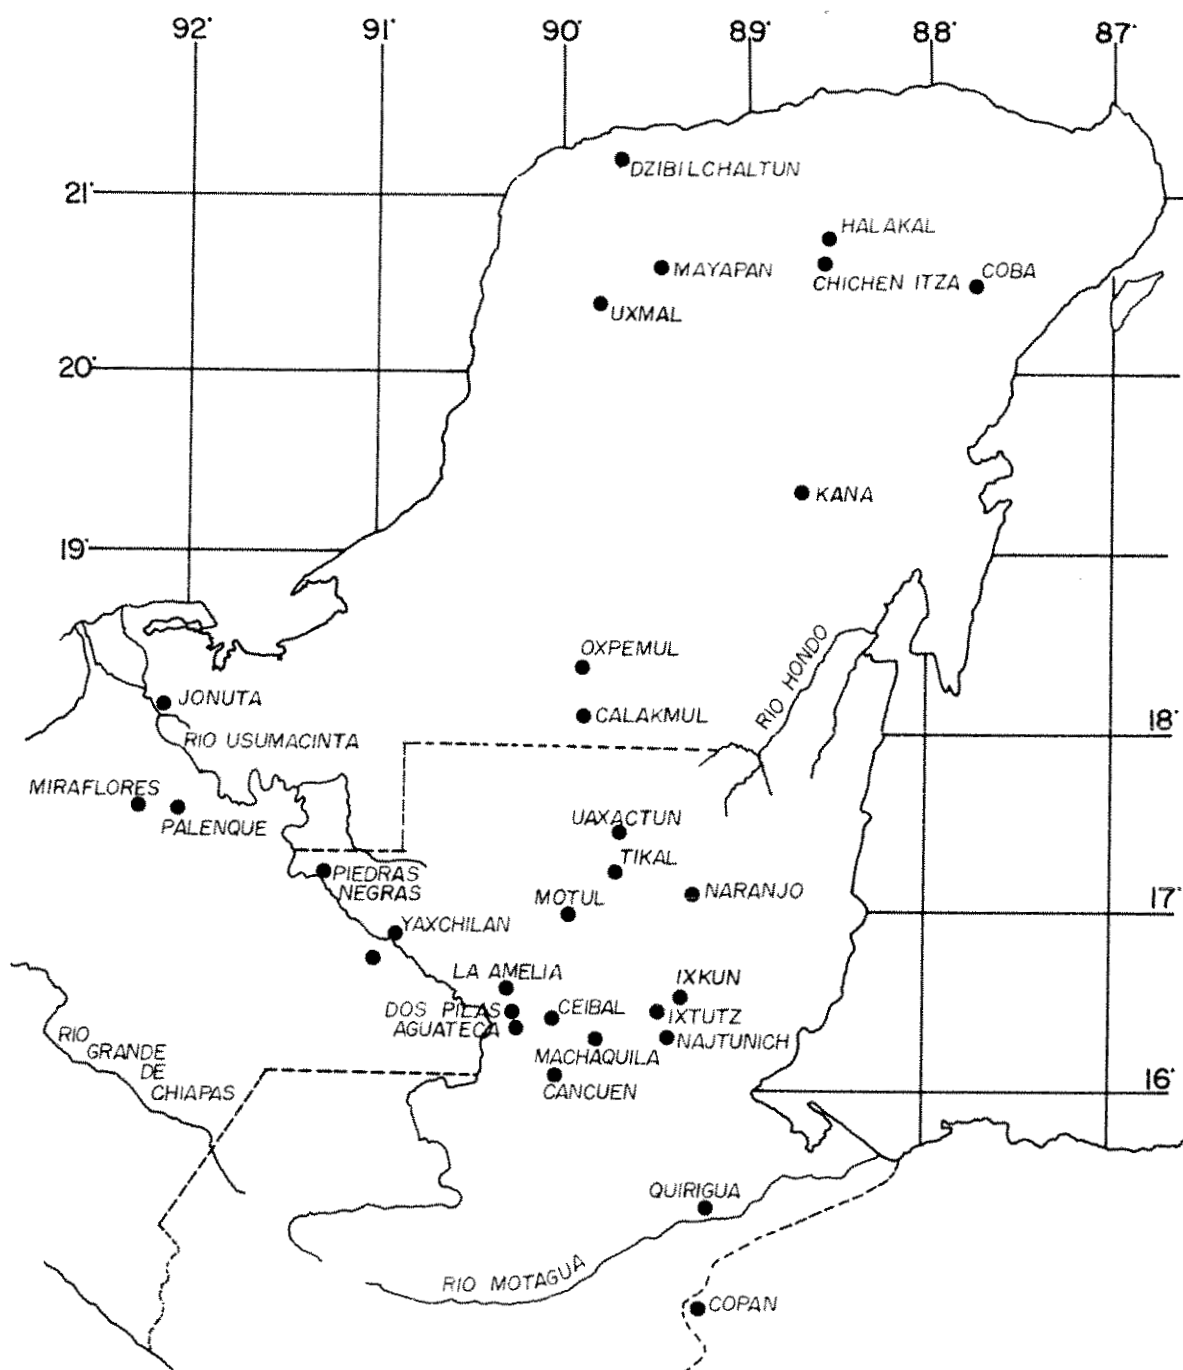 92°
91°
90°
89°
88°
87°
DZIBILCHALTUN
21°
HALAKAL
MAYAPAN
COBA
CHICHEN ITZA
UXMAL
20°
KANA
19°
OXPEMUL
RIO HONDO
JONUTA
CALAKMUL
18°
RIO USUMACINTA
MIRAFLORES
PALENQUE
UAXACTUN
TIKAL
PIEDRAS
NEGRAS
NARANJO
MOTUL
17°
YAXCHILAN
LA AMELIA
IXKUN
DOS PILAS
CEIBAL
IXTUTZ
AGUATECA
RIO
GRANDE
DE
CHIAPAS
NAJTUNICH
MACHAQUILA
CANCUEN
16°
QUIRIGUA
RIO MOTAGUA
COPAN